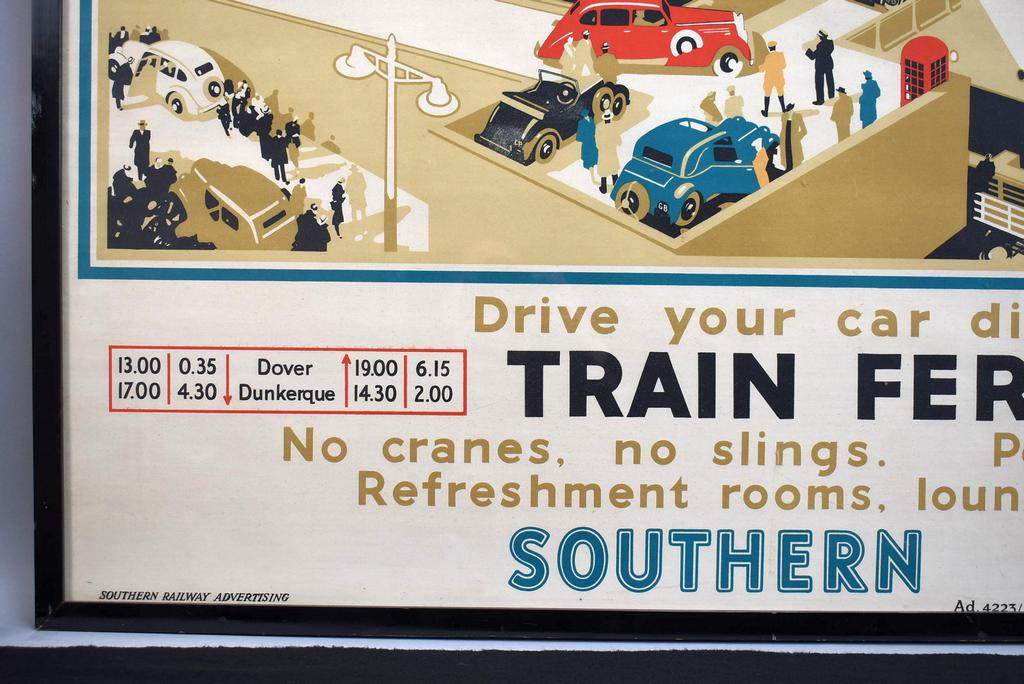 GB
Drive your car di
13.00 0.35 Dover 19.00 6.15
17.00 4.30 Dunkerque 14.30 2.00
TRAIN FER
No cranes, no slings. P
Refreshment rooms, loun
SOUTHERN
SOUTHERN RAILWAY ADVERTISING
Ad. 4223/